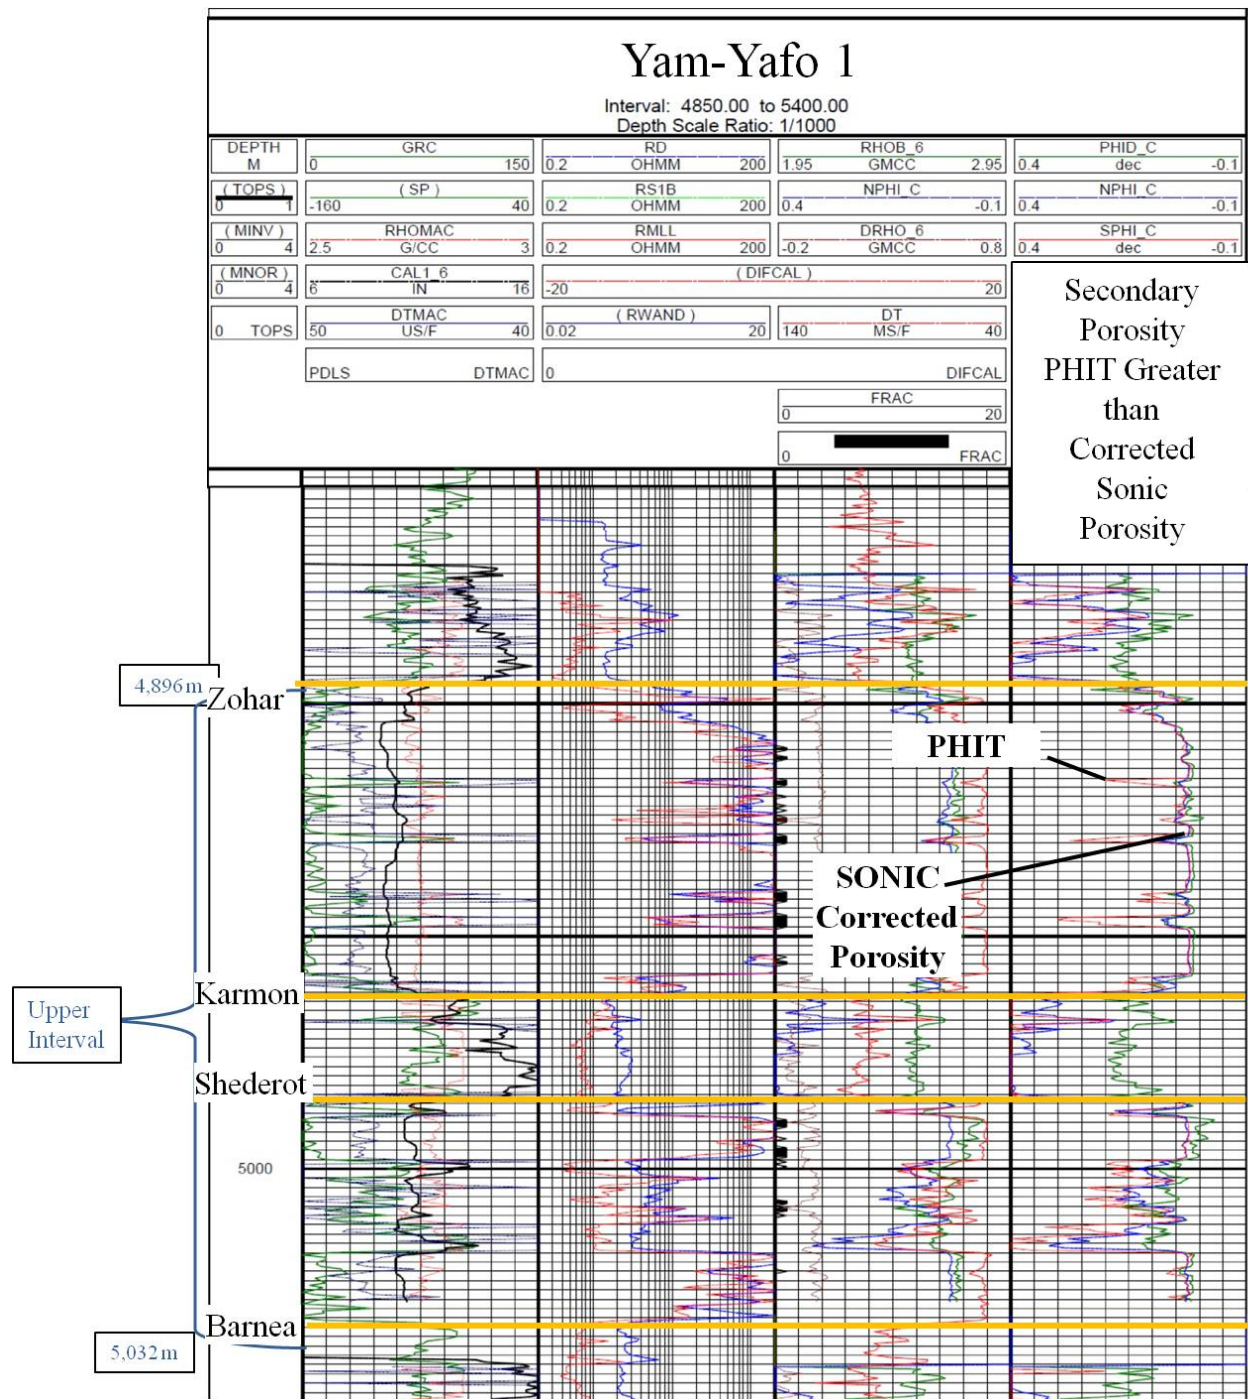 Yam-Yafo 1
Interval: 4850.00 to 5400.00
Depth Scale Ratio: 1/1000
DEPTH
M
GRC
0 150
RD
0.2 OHMM 200
RHOB_6
1.95 GMCC 2.95
PHID_C
0.4 dec -0.1
(TOPS)
0 1
(SP)
-160 40
RS1B
0.2 OHMM 200
NPHI_C
0.4 -0.1
NPHI_C
0.4 -0.1
(MINV)
0 4
RHOMAC
2.5 G/CC 3
RMLL
0.2 OHMM 200
DRHO_6
-0.2 GMCC 0.8
SPHI_C
0.4 dec -0.1
(MNOR)
0 4
CAL1_6
6 IN 16
(DIFCAL)
-20 20
0 TOPS
DTMAC
50 US/F 40
(RWAND)
0.02 20
DT
140 MS/F 40
PDLS DTMAC
0 DIFCAL
FRAC
0 20
0 FRAC
Secondary
Porosity
PHIT Greater
than
Corrected
Sonic
Porosity
4,896m
Zohar
PHIT
SONIC
Corrected
Porosity
Karmon
Upper
Interval
Shederot
5000
Barnea
5,032m